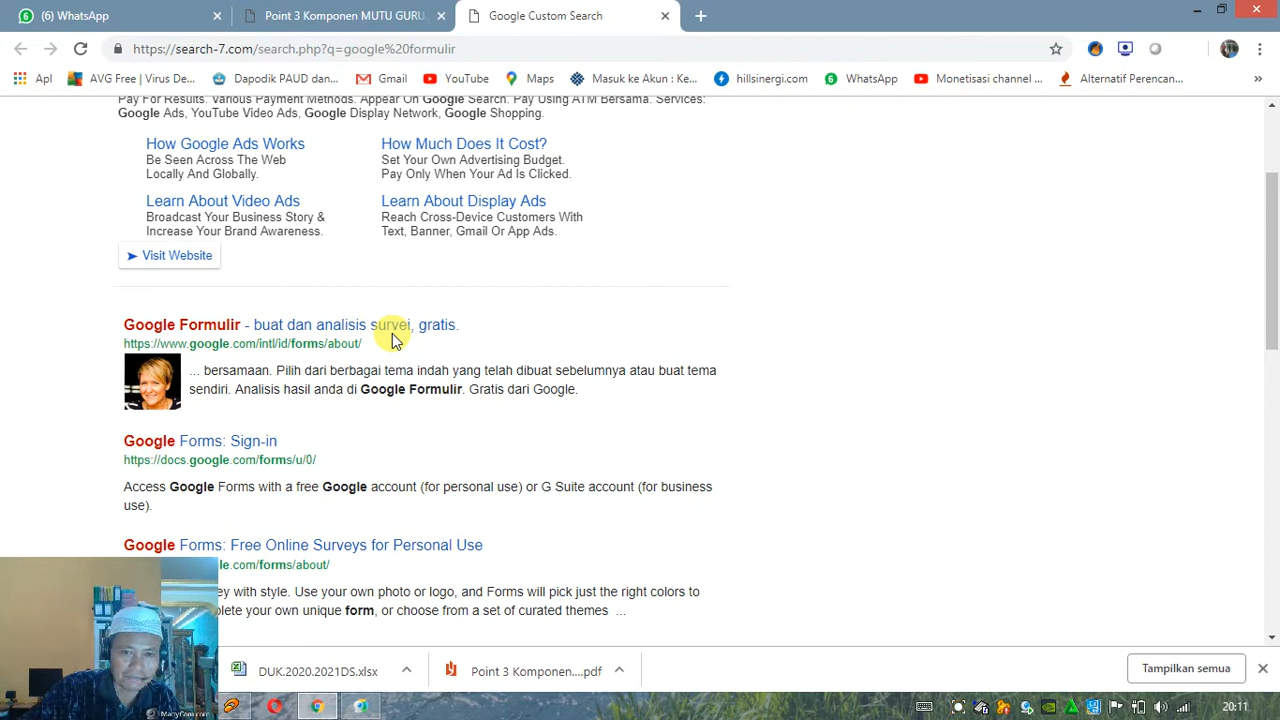 (6) WhatsApp
Point 3 Komponen MUTU GURU.
Google Custom Search
https://search-7.com/search.php?q=google%20formulir
Apl
AVG Free | Virus De...
Dapodik PAUD dan...
Gmail
YouTube
Maps
Masuk ke Akun : Ke...
hillsinergi.com
WhatsApp
Monetisasi channel ...
Alternatif Perencan...
»
Pay For Results. Various Payment Methods. Appear On Google Search. Pay Using ATM Bersama. Services:
Google Ads, YouTube Video Ads, Google Display Network, Google Shopping.
How Google Ads Works
Be Seen Across The Web
Locally And Globally.
How Much Does It Cost?
Set Your Own Advertising Budget.
Pay Only When Your Ad Is Clicked.
Learn About Video Ads
Broadcast Your Business Story &
Increase Your Brand Awareness.
Learn About Display Ads
Reach Cross-Device Customers With
Text, Banner, Gmail Or App Ads.
➤ Visit Website
Google Formulir - buat dan analisis survei, gratis.
https://www.google.com/intl/id/forms/about/
... bersamaan. Pilih dari berbagai tema indah yang telah dibuat sebelumnya atau buat tema
sendiri. Analisis hasil anda di Google Formulir. Gratis dari Google.
Google Forms: Sign-in
https://docs.google.com/forms/u/0/
Access Google Forms with a free Google account (for personal use) or G Suite account (for business
use).
Google Forms: Free Online Surveys for Personal Use
le.com/forms/about/
ey with style. Use your own photo or logo, and Forms will pick just the right colors to
plete your own unique form, or choose from a set of curated themes ...
DUK.2020.2021DS.xlsx
Point 3 Komponen....pdf
Tampilkan semua
ManyCam.com
20:11